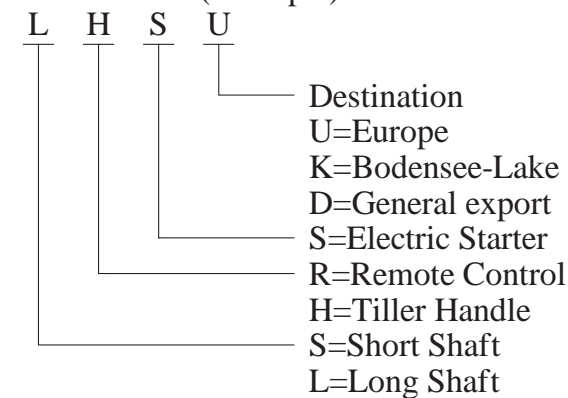 L H S U
Destination
U=Europe
K=Bodensee-Lake
D=General export
S=Electric Starter
R=Remote Control
H=Tiller Handle
S=Short Shaft
L=Long Shaft